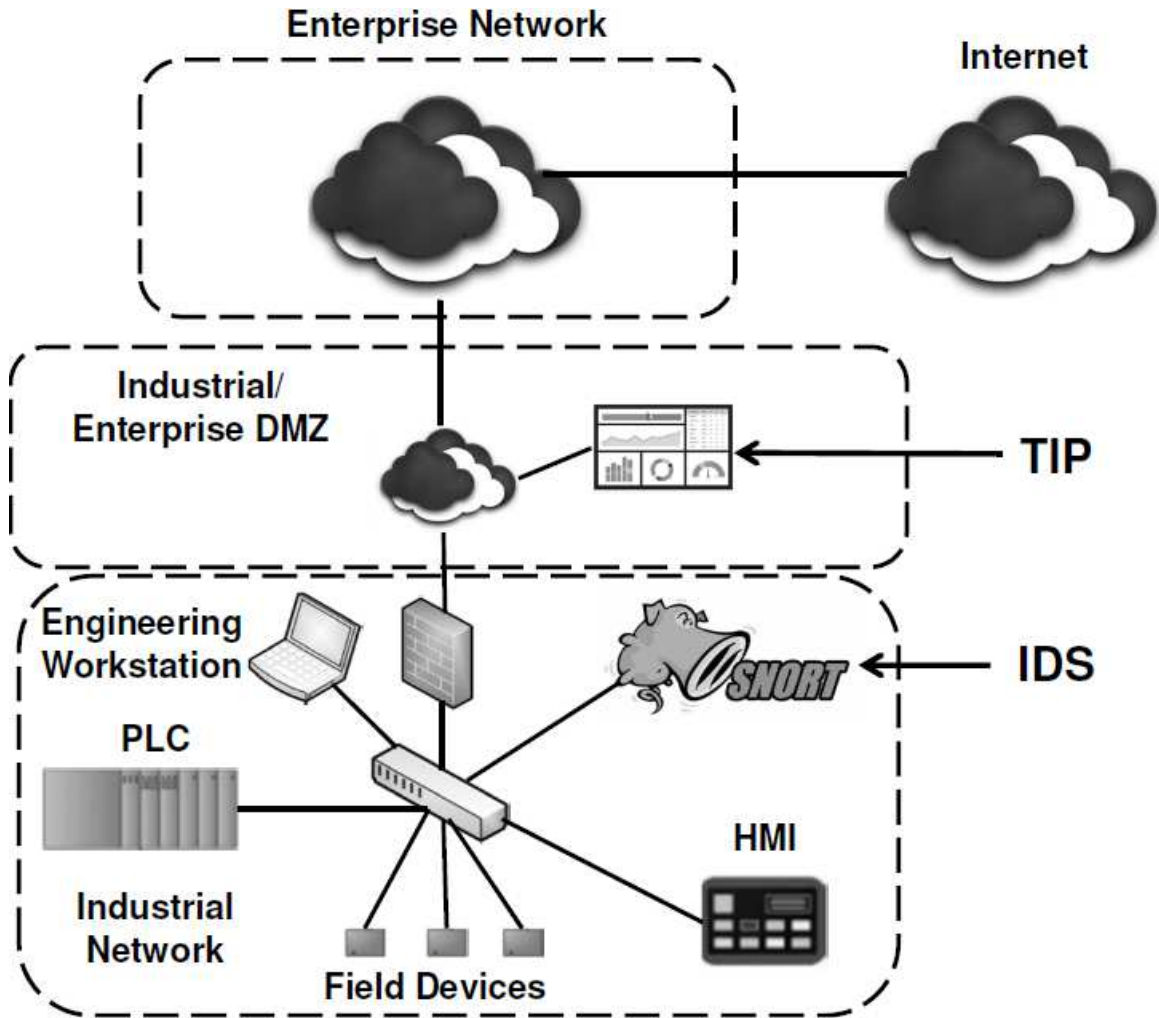 Enterprise Network
Internet
Industrial/
Enterprise DMZ
TIP
Engineering
Workstation
SNORT
IDS
PLC
HMI
Industrial
Network
Field Devices